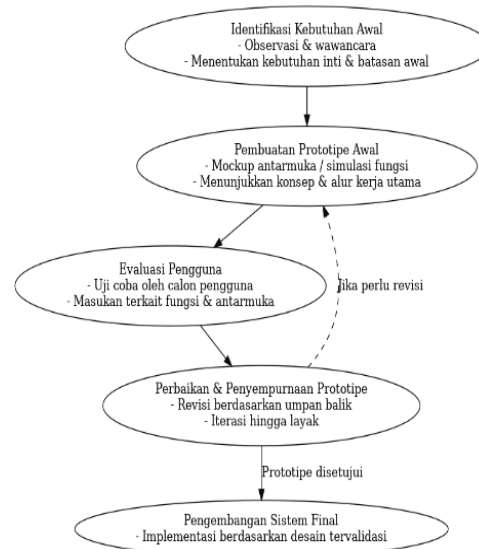 Identifikasi Kebutuhan Awal
- Observasi & wawancara
- Menentukan kebutuhan inti & batasan awal
Pembuatan Prototipe Awal
- Mockup antarmuka / simulasi fungsi
- Menunjukkan konsep & alur kerja utama
Evaluasi Pengguna
- Uji coba oleh calon pengguna
- Masukan terkait fungsi & antarmuka
Jika perlu revisi
Perbaikan & Penyempurnaan Prototipe
- Revisi berdasarkan umpan balik
- Iterasi hingga layak
Prototipe disetujui
Pengembangan Sistem Final
- Implementasi berdasarkan desain tervalidasi